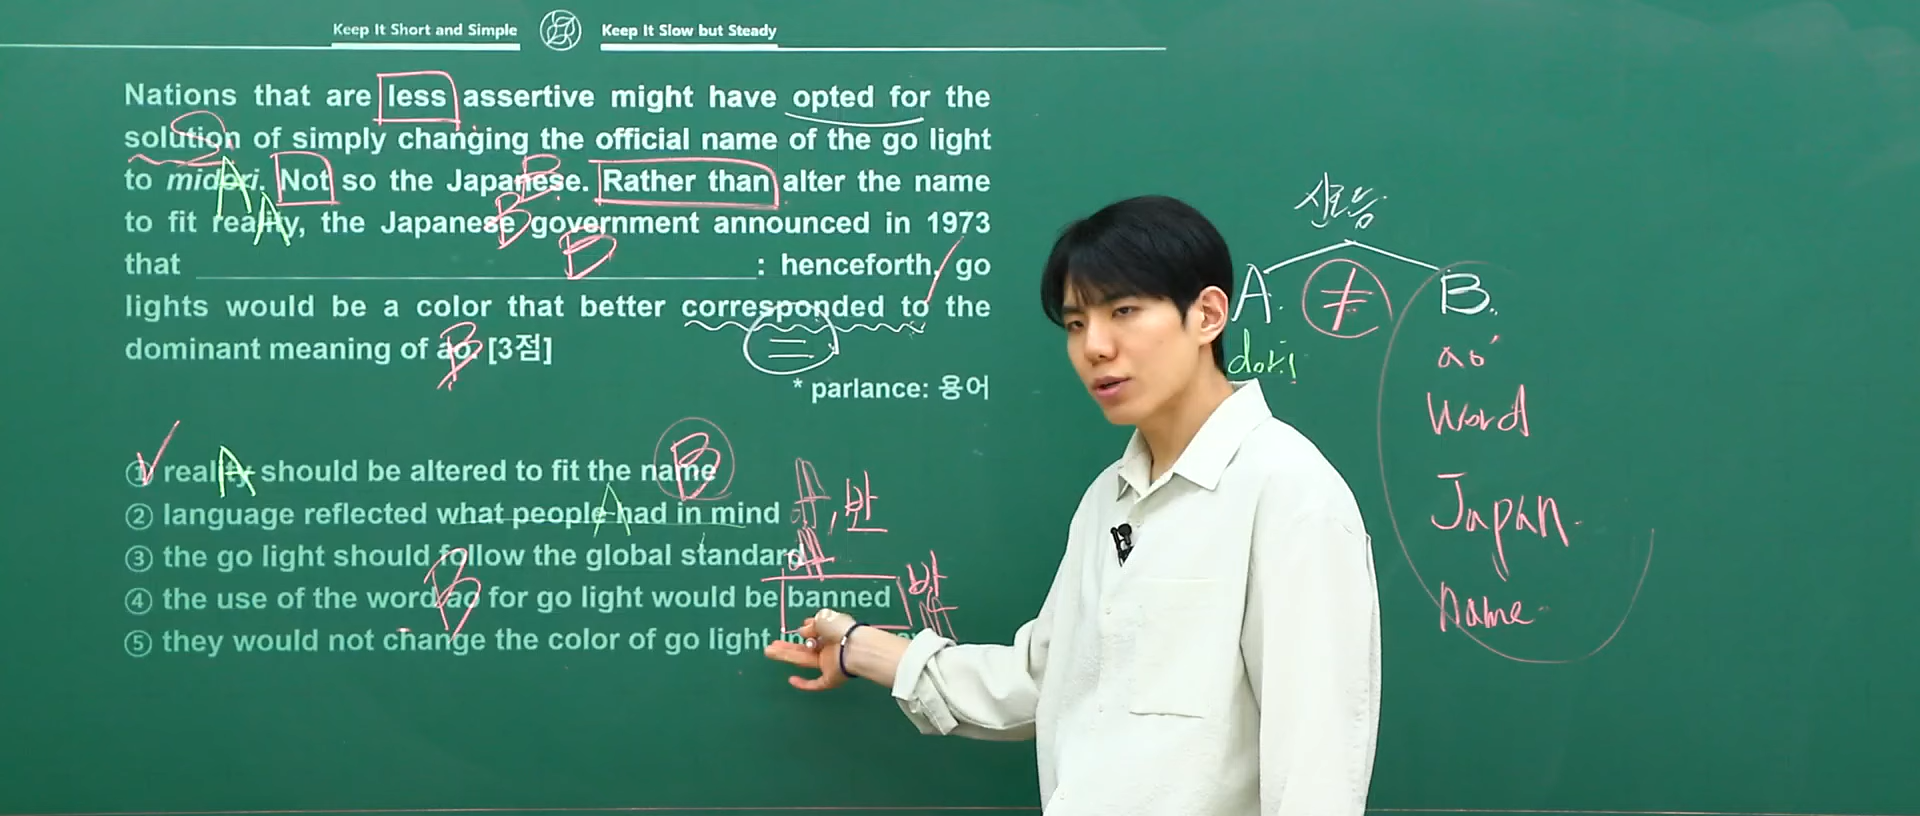 Keep It Short and Simple
Keep It Slow but Steady
Nations that are less assertive might have opted for the
solution of simply changing the official name of the go light
to midori. Not so the Japanese. Rather than alter the name
to fit reality, the Japanese government announced in 1973
that : henceforth, go
lights would be a color that better corresponded to the
dominant meaning of ao. [3점]
* parlance: 용어
① reality should be altered to fit the name
② language reflected what people had in mind
③ the go light should follow the global standard
④ the use of the word ao for go light would be banned
⑤ they would not change the color of go light
S
A
B
A
B
B
=
B
A
B
A
, 반
B
반
신호등
A. ≠ B.
dori
ao
word
Japan.
name